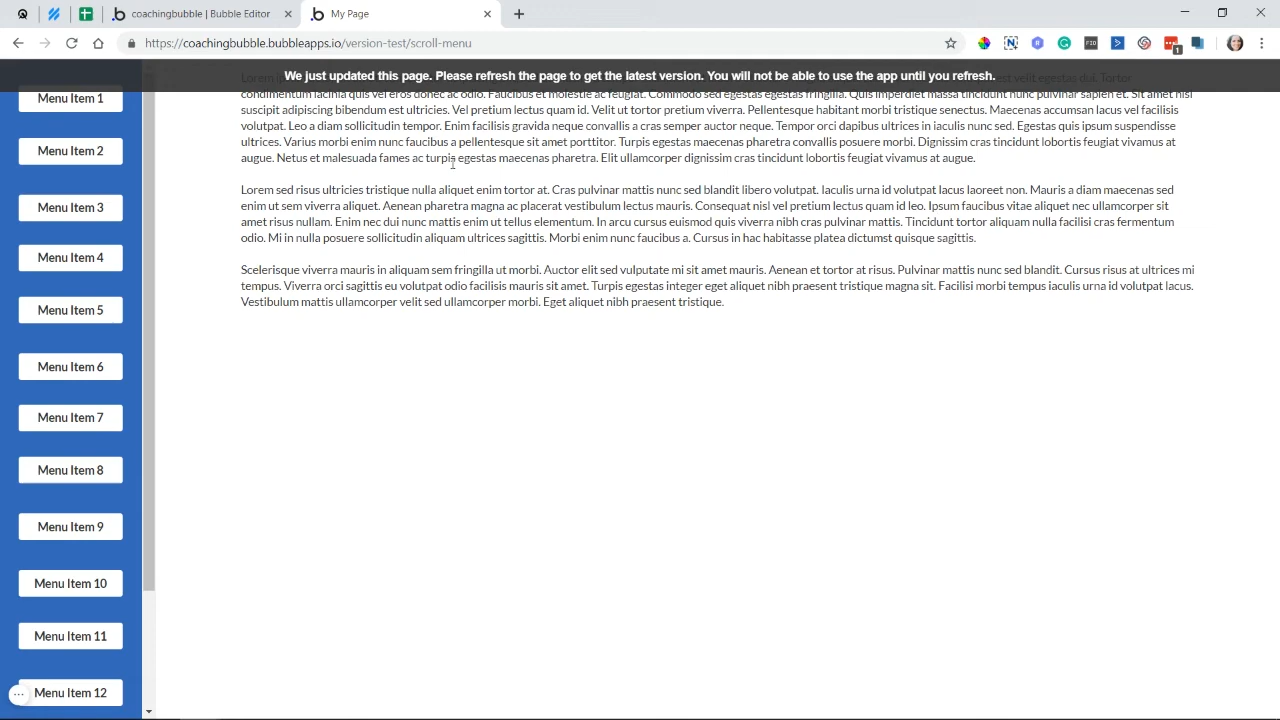 coachingbubble | Bubble Editor
My Page
https://coachingbubble.bubbleapps.io/version-test/scroll-menu
We just updated this page. Please refresh the page to get the latest version. You will not be able to use the app until you refresh.
Menu Item 1
Menu Item 2
Menu Item 3
Menu Item 4
Menu Item 5
Menu Item 6
Menu Item 7
Menu Item 8
Menu Item 9
Menu Item 10
Menu Item 11
Menu Item 12
condimentum lacinia quis vel eros donec ac odio. Faucibus et molestie ac feugiat. Commodo sed egestas egestas fringilla. Quis imperdiet massa tincidunt nunc pulvinar sapien et. Sit amet nisl
suscipit adipiscing bibendum est ultricies. Vel pretium lectus quam id. Velit ut tortor pretium viverra. Pellentesque habitant morbi tristique senectus. Maecenas accumsan lacus vel facilisis
volutpat. Leo a diam sollicitudin tempor. Enim facilisis gravida neque convallis a cras semper auctor neque. Tempor orci dapibus ultrices in iaculis nunc sed. Egestas quis ipsum suspendisse
ultrices. Varius morbi enim nunc faucibus a pellentesque sit amet porttitor. Turpis egestas maecenas pharetra convallis posuere morbi. Dignissim cras tincidunt lobortis feugiat vivamus at
augue. Netus et malesuada fames ac turpis egestas maecenas pharetra. Elit ullamcorper dignissim cras tincidunt lobortis feugiat vivamus at augue.
Lorem sed risus ultricies tristique nulla aliquet enim tortor at. Cras pulvinar mattis nunc sed blandit libero volutpat. Iaculis urna id volutpat lacus laoreet non. Mauris a diam maecenas sed
enim ut sem viverra aliquet. Aenean pharetra magna ac placerat vestibulum lectus mauris. Consequat nisl vel pretium lectus quam id leo. Ipsum faucibus vitae aliquet nec ullamcorper sit
amet risus nullam. Enim nec dui nunc mattis enim ut tellus elementum. In arcu cursus euismod quis viverra nibh cras pulvinar mattis. Tincidunt tortor aliquam nulla facilisi cras fermentum
odio. Mi in nulla posuere sollicitudin aliquam ultrices sagittis. Morbi enim nunc faucibus a. Cursus in hac habitasse platea dictumst quisque sagittis.
Scelerisque viverra mauris in aliquam sem fringilla ut morbi. Auctor elit sed vulputate mi sit amet mauris. Aenean et tortor at risus. Pulvinar mattis nunc sed blandit. Cursus risus at ultrices mi
tempus. Viverra orci sagittis eu volutpat odio facilisis mauris sit amet. Turpis egestas integer eget aliquet nibh praesent tristique magna sit. Facilisi morbi tempus iaculis urna id volutpat lacus.
Vestibulum mattis ullamcorper velit sed ullamcorper morbi. Eget aliquet nibh praesent tristique.